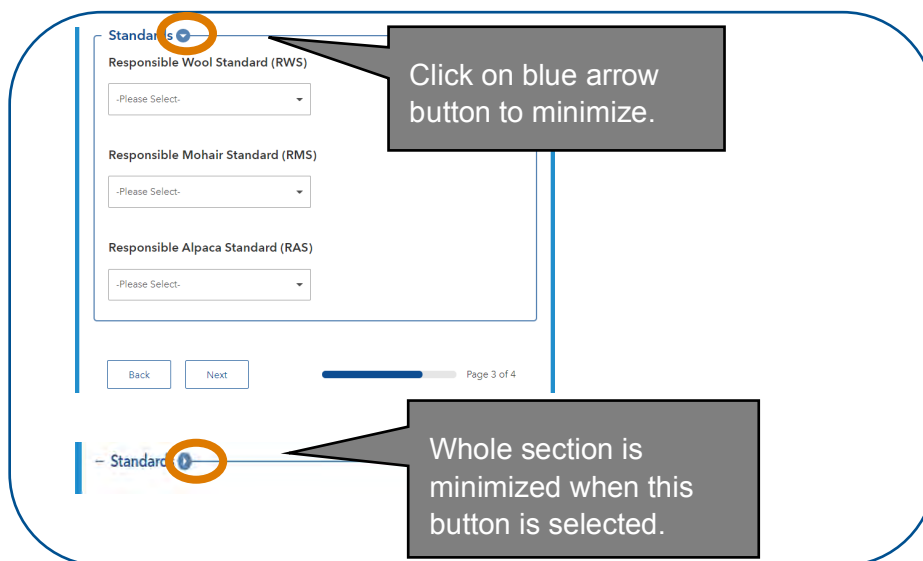 Standards
Responsible Wool Standard (RWS)
-Please Select-
Click on blue arrow
button to minimize.
Responsible Mohair Standard (RMS)
-Please Select-
Responsible Alpaca Standard (RAS)
-Please Select-
Back
Next
Page 3 of 4
Standard
Whole section is
minimized when this
button is selected.